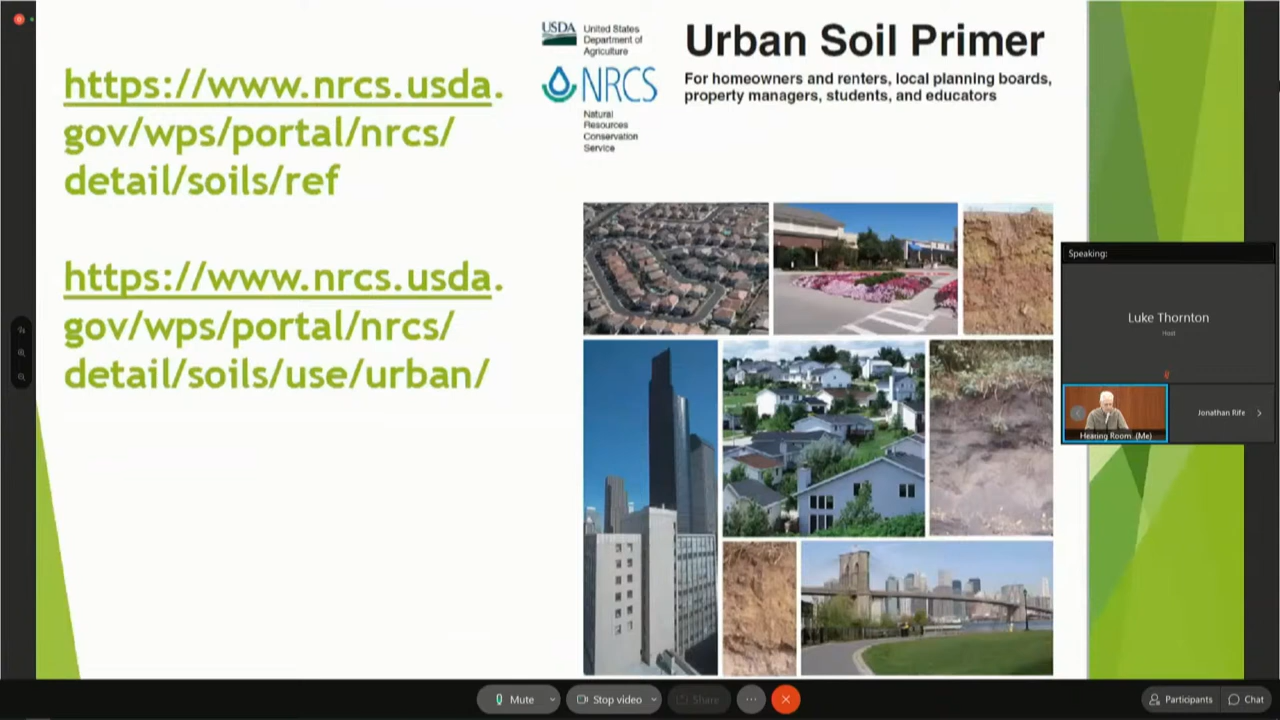 https://www.nrcs.usda.
gov/wps/portal/nrcs/
detail/soils/ref
https://www.nrcs.usda.
gov/wps/portal/nrcs/
detail/soils/use/urban/
USDA
United States
Department of
Agriculture
NRCS
Natural
Resources
Conservation
Service
Urban Soil Primer
For homeowners and renters, local planning boards,
property managers, students, and educators
Speaking:
Luke Thornton
Host
Hearing Room (Me)
Jonathan Rife
Mute
Stop video
Share
Participants
Chat